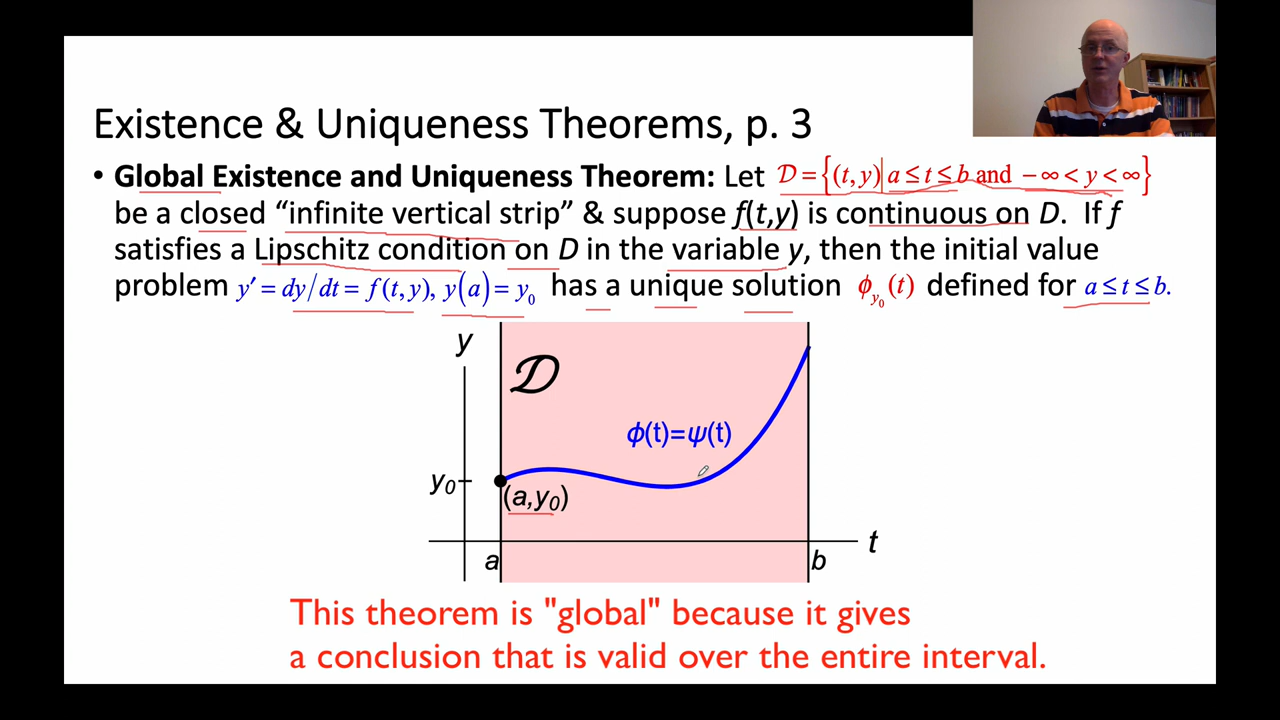 Existence & Uniqueness Theorems, p. 3
• Global Existence and Uniqueness Theorem: Let 𝒟 = {(t, y)| a ≤ t ≤ b and −∞ < y < ∞}
be a closed “infinite vertical strip” & suppose f(t,y) is continuous on D. If f
satisfies a Lipschitz condition on D in the variable y, then the initial value
problem y′ = dy/dt = f(t, y), y(a) = y₀ has a unique solution ϕ_{y₀}(t) defined for a ≤ t ≤ b.
y
𝒟
ϕ(t)=ψ(t)
y₀
(a,y₀)
t
a
b
This theorem is "global" because it gives
a conclusion that is valid over the entire interval.